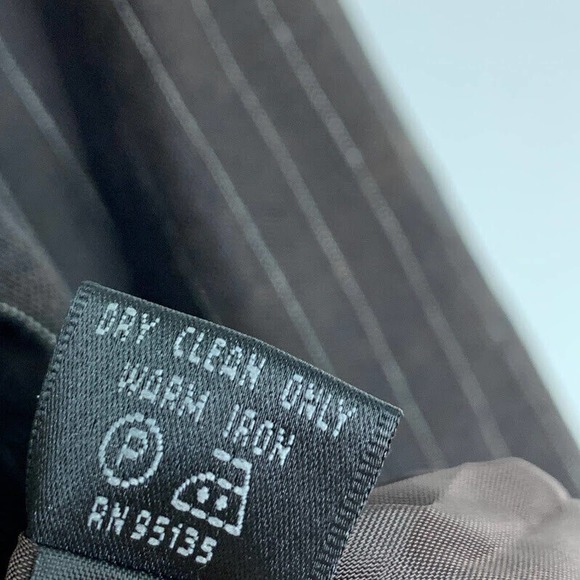 DRY CLEAN ONLY
WARM IRON
P
RN 95135